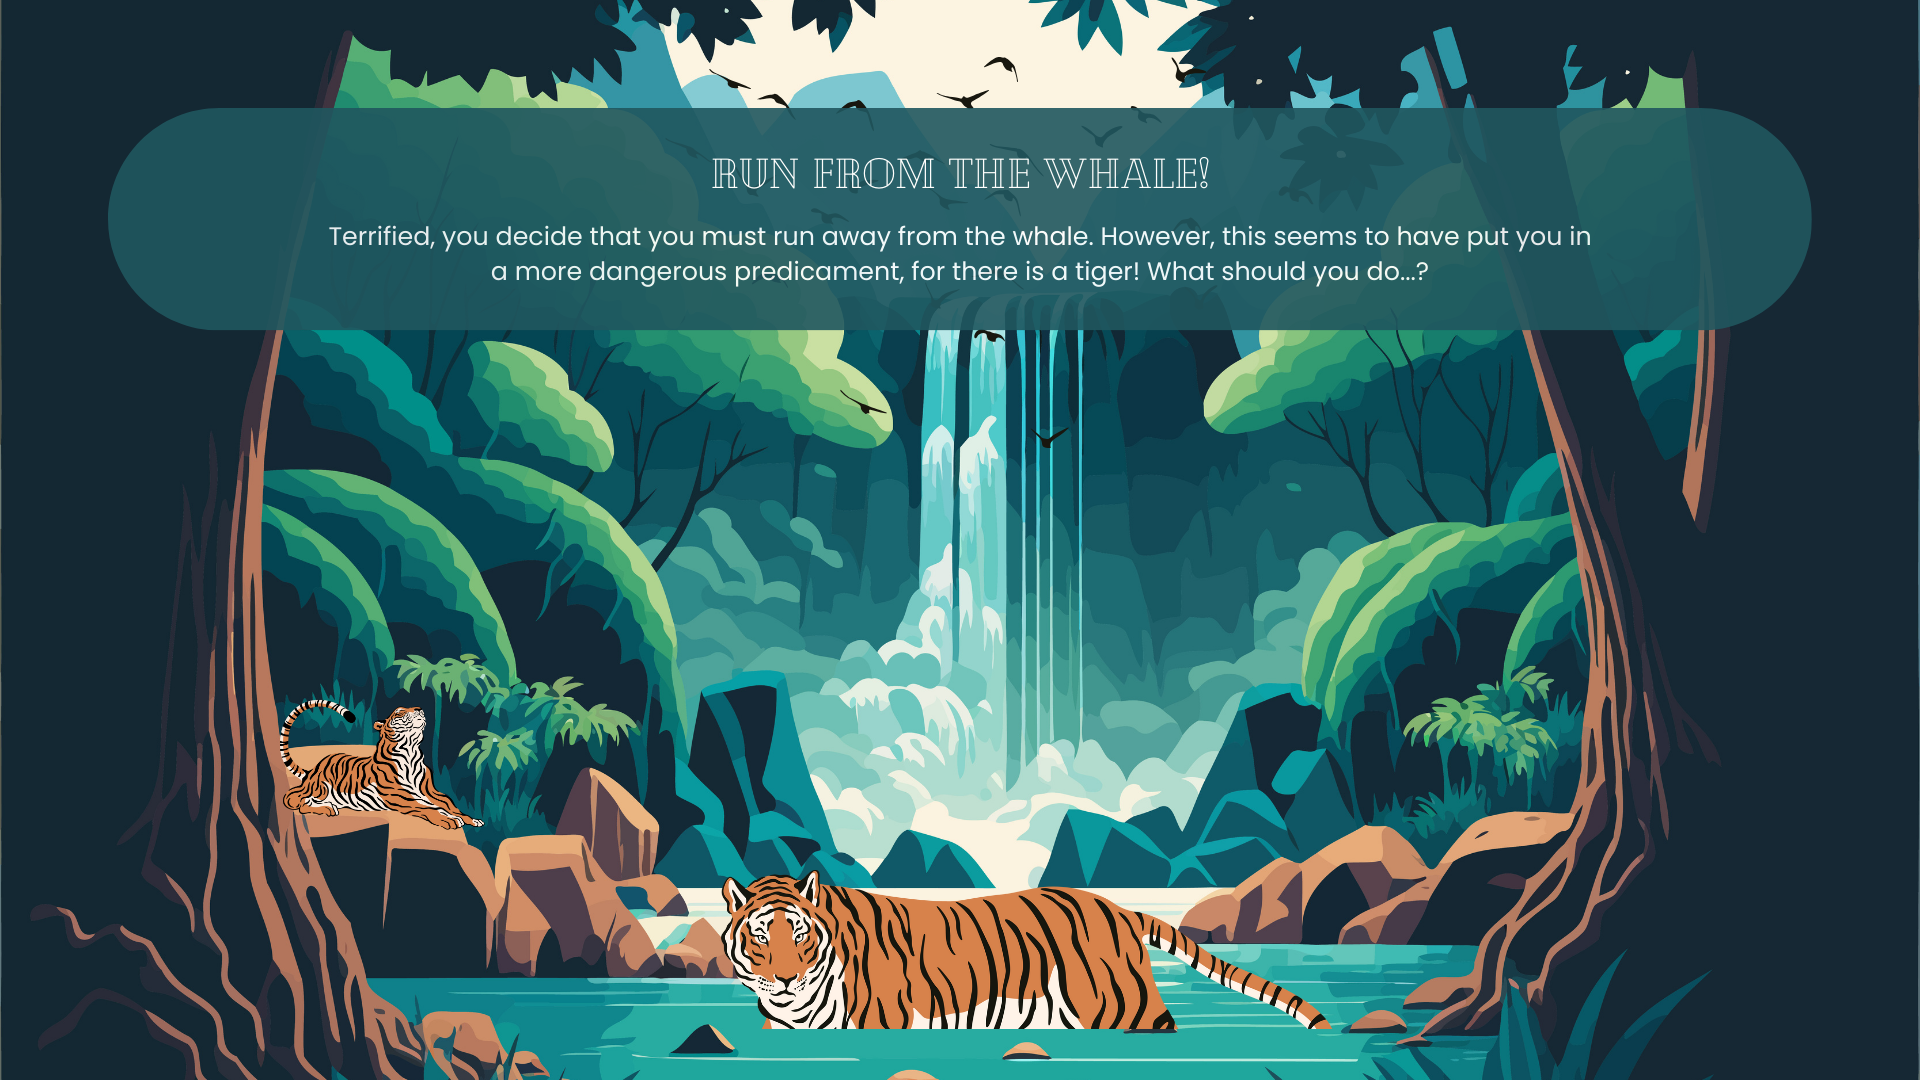 RUN FROM THE WHALE!
Terrified, you decide that you must run away from the whale. However, this seems to have put you in
a more dangerous predicament, for there is a tiger! What should you do...?